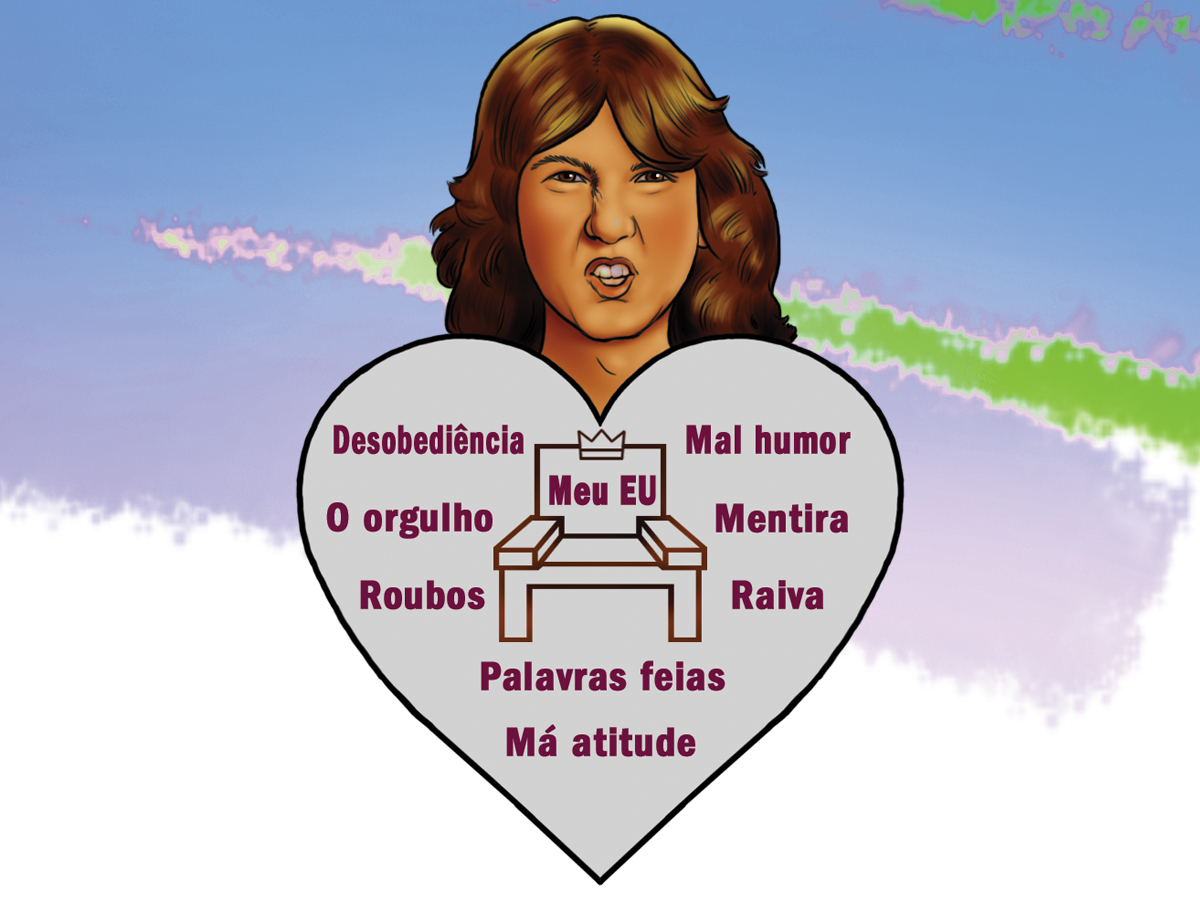 Desobediência
Mal humor
Meu EU
O orgulho
Mentira
Roubos
Raiva
Palavras feias
Má atitude